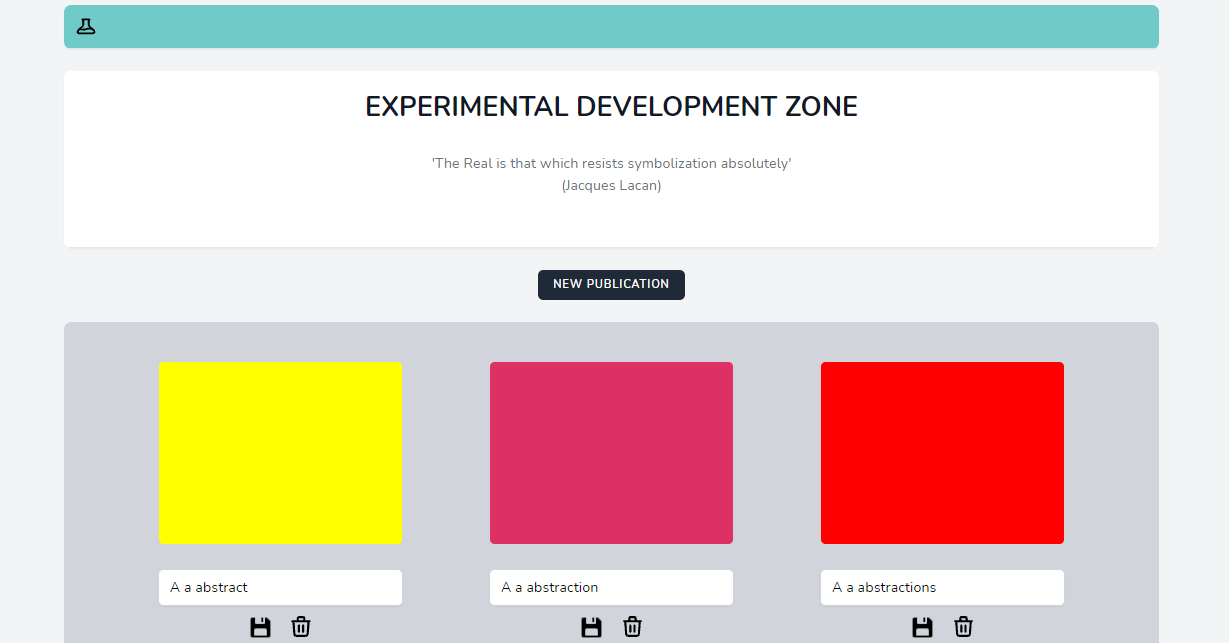 EXPERIMENTAL DEVELOPMENT ZONE
'The Real is that which resists symbolization absolutely'
(Jacques Lacan)
NEW PUBLICATION
A a abstract
A a abstraction
A a abstractions